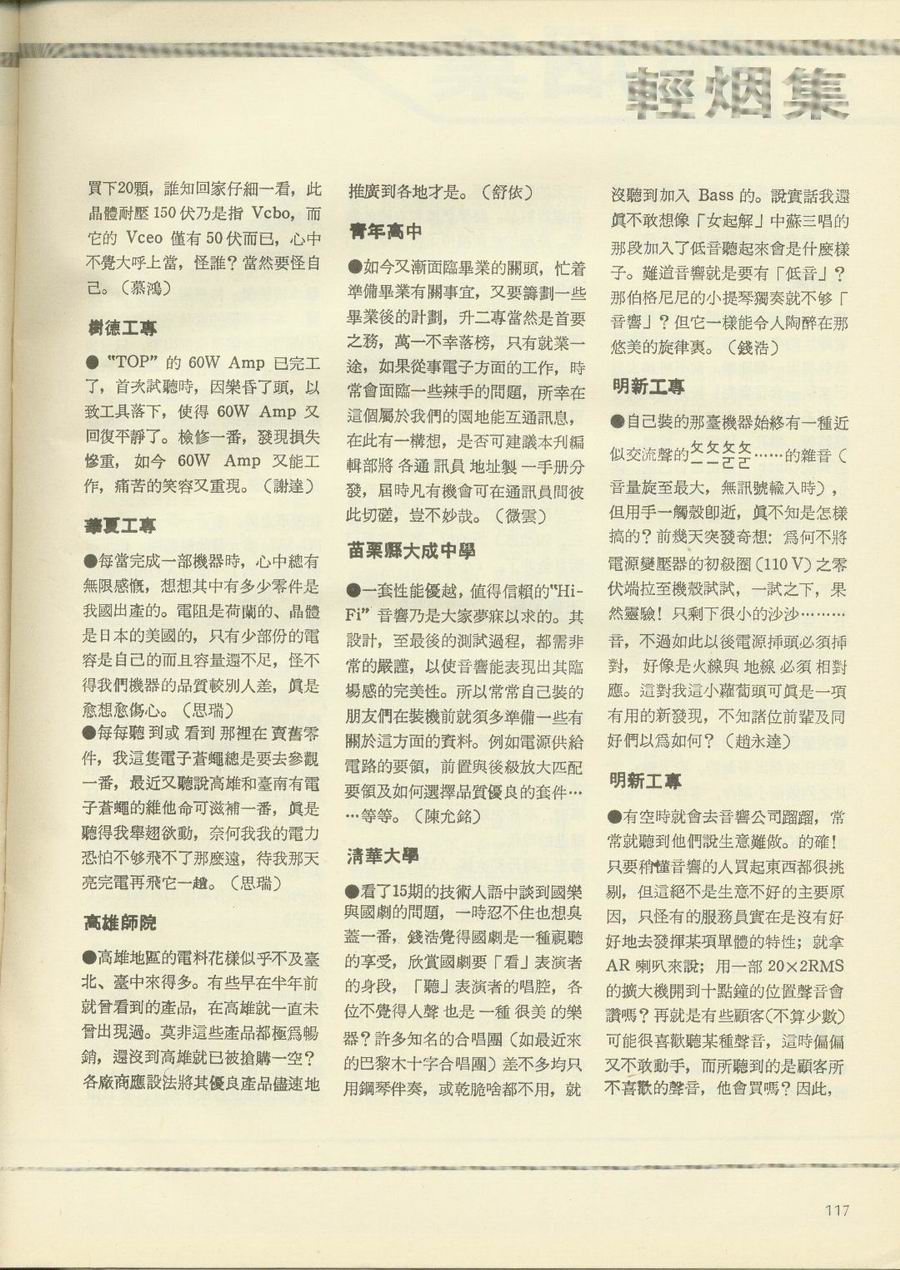 輕烟集
買下20顆，誰知回家仔細一看，此
晶體耐壓 150 伏乃是指 Vcbo，而
它的 Vceo 僅有 50 伏而已，心中
不覺大呼上當，怪誰？當然要怪自
己。（慕鴻）
樹德工專
●“TOP” 的 60W Amp 已完工
了，首次試聽時，因樂昏了頭，以
致工具落下，使得 60W Amp 又
回復平靜了。檢修一番，發現損失
慘重，如今 60W Amp 又能工
作，痛苦的笑容又重現。（謝達）
華夏工專
●每當完成一部機器時，心中總有
無限感慨，想想其中有多少零件是
我國出產的。電阻是荷蘭的、晶體
是日本的美國的，只有少部份的電
容是自己的而且容量還不足，怪不
得我們機器的品質較別人差，眞是
愈想愈傷心。（思瑞）
●每每聽到或看到那裡在賣舊零
件，我這隻電子蒼蠅總是要去參觀
一番，最近又聽說高雄和臺南有電
子蒼蠅的維他命可滋補一番，眞是
聽得我舉翅欲動，奈何我我的電力
恐怕不够飛不了那麼遠，待我那天
亮完電再飛它一趟。（思瑞）
高雄師院
●高雄地區的電料花樣似乎不及臺
北、臺中來得多。有些早在半年前
就曾看到的產品，在高雄就一直未
曾出現過。莫非這些產品都極爲暢
銷，還沒到高雄就已被搶購一空？
各廠商應設法將其優良產品儘速地
推廣到各地才是。（舒依）
青年高中
●如今又漸面臨畢業的關頭，忙着
準備畢業有關事宜，又要籌劃一些
畢業後的計劃，升二專當然是首要
之務，萬一不幸落榜，只有就業一
途，如果從事電子方面的工作，時
常會面臨一些辣手的問題，所幸在
這個屬於我們的園地能互通訊息，
在此有一構想，是否可建議本刋編
輯部將各通訊員地址製一手册分
發，屆時凡有機會可在通訊員間彼
此切磋，豈不妙哉。（微雲）
苗栗縣大成中學
●一套性能優越，值得信賴的“Hi-
Fi” 音響乃是大家夢寐以求的。其
設計，至最後的測試過程，都需非
常的嚴謹，以使音響能表現出其臨
場感的完美性。所以常常自己裝的
朋友們在裝機前就須多準備一些有
關於這方面的資料。例如電源供給
電路的要領，前置與後級放大匹配
要領及如何選擇品質優良的套件…
…等等。（陳允銘）
清華大學
●看了15期的技術人語中談到國樂
與國劇的問題，一時忍不住也想臭
蓋一番，錢浩覺得國劇是一種視聽
的享受，欣賞國劇要「看」表演者
的身段，「聽」表演者的唱腔，各
位不覺得人聲也是一種很美的樂
器？許多知名的合唱團（如最近來
的巴黎木十字合唱團）差不多均只
用鋼琴伴奏，或乾脆啥都不用，就
沒聽到加入 Bass 的。說實話我還
眞不敢想像「女起解」中蘇三唱的
那段加入了低音聽起來會是什麽樣
子。難道音響就是要有「低音」？
那伯格尼尼的小提琴獨奏就不够「
音響」？但它一樣能令人陶醉在那
悠美的旋律裏。（錢浩）
明新工專
●自己裝的那臺機器始終有一種近
似交流聲的ㄆㄧㄆㄧㄆㄛㄆㄛ……的雜音（
音量旋至最大，無訊號輸入時），
但用手一觸殼卽逝，眞不知是怎樣
搞的？前幾天突發奇想：爲何不將
電源變壓器的初級圈（110 V）之零
伏端拉至機殼試試，一試之下，果
然靈驗！只剩下很小的沙沙………
音，不過如此以後電源挿頭必須挿
對，好像是火線與地線必須相對
應。這對我這小蘿蔔頭可眞是一項
有用的新發現，不知諸位前輩及同
好們以爲如何？（趙永達）
明新工專
●有空時就會去音響公司蹓蹓，常
常就聽到他們說生意難做。的確！
只要稍懂音響的人買起東西都很挑
剔，但這絕不是生意不好的主要原
因，只怪有的服務員實在是沒有好
好地去發揮某項單體的特性；就拿
AR 喇叭來說；用一部 20×2RMS
的擴大機開到十點鐘的位置聲音會
讚嗎？再就是有些顧客（不算少數）
可能很喜歡聽某種聲音，這時偏偏
又不敢動手，而所聽到的是顧客所
不喜歡的聲音，他會買嗎？因此，
117